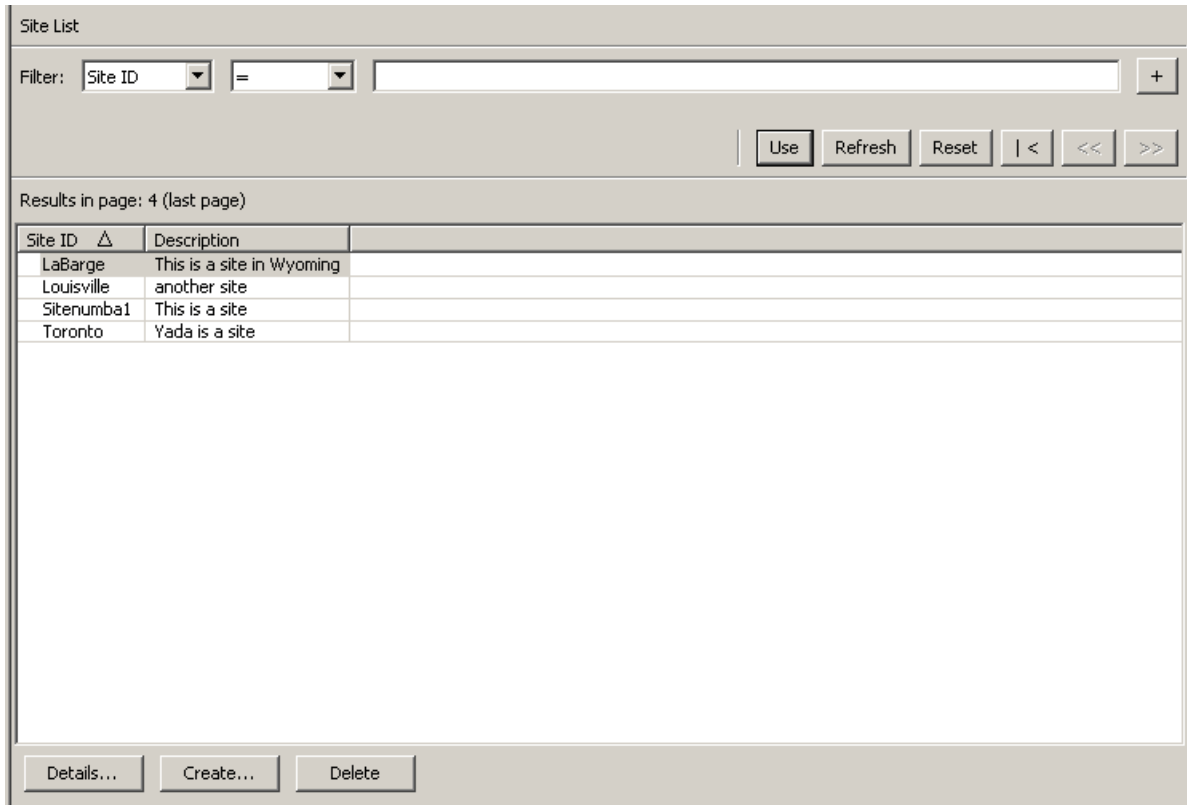 Site List
Filter: Site ID = +
Use Refresh Reset |< << >>
Results in page: 4 (last page)
Site ID Description
LaBarge This is a site in Wyoming
Louisville another site
Sitenumba1 This is a site
Toronto Yada is a site
Details... Create... Delete